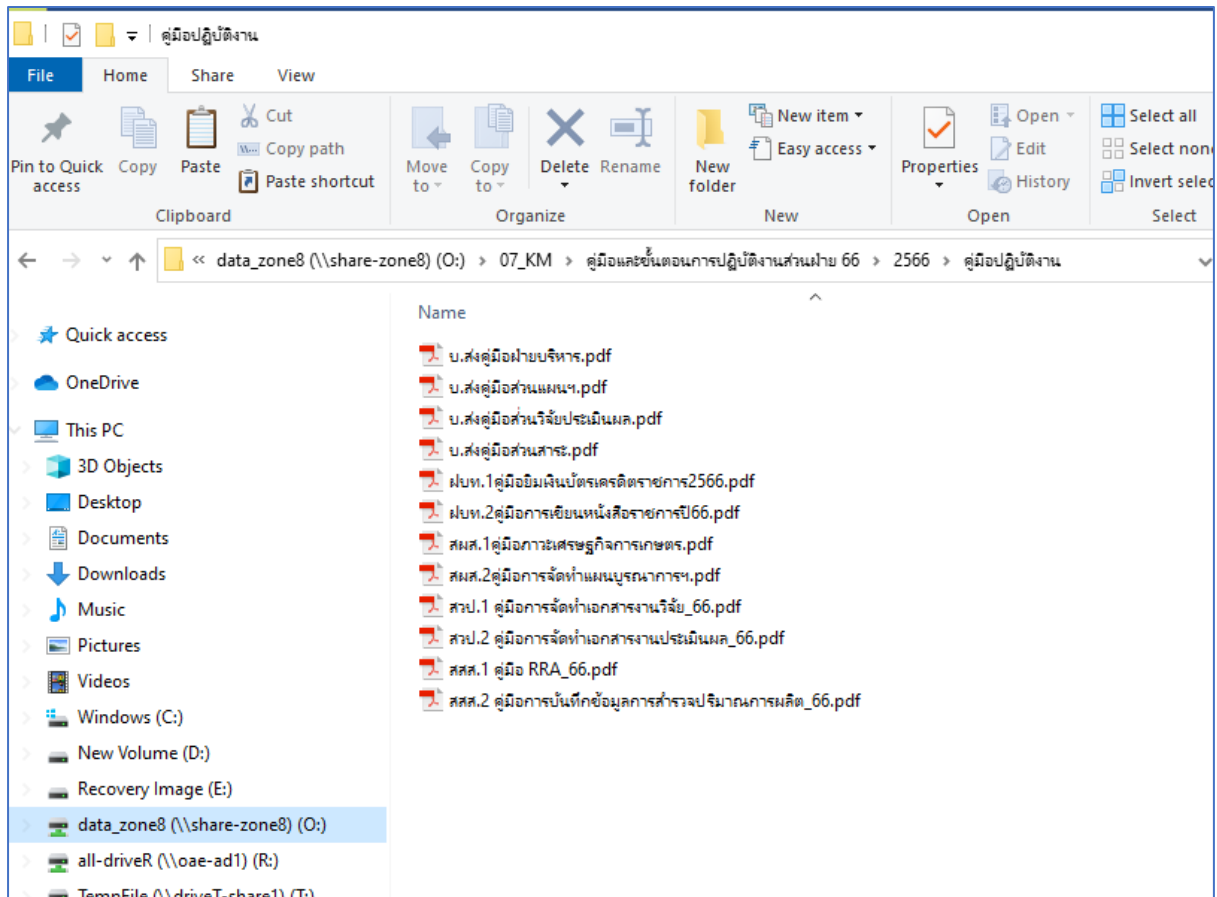 คู่มือปฏิบัติงาน
File Home Share View
Pin to Quick access
Copy
Paste
Cut
Copy path
Paste shortcut
Clipboard
Move to
Copy to
Delete
Rename
Organize
New folder
New item
Easy access
New
Properties
Open
Edit
History
Open
Select all
Select none
Invert selec
Select
« data_zone8 (\\share-zone8) (O:) > 07_KM > คู่มือและขั้นตอนการปฏิบัติงานส่วนฝ่าย 66 > 2566 > คู่มือปฏิบัติงาน
Quick access
OneDrive
This PC
3D Objects
Desktop
Documents
Downloads
Music
Pictures
Videos
Windows (C:)
New Volume (D:)
Recovery Image (E:)
data_zone8 (\\share-zone8) (O:)
all-driveR (\\oae-ad1) (R:)
TempFile (\\driveT-share1) (T:)
Name
บ.ส่งคู่มือฝ่ายบริหาร.pdf
บ.ส่งคู่มือส่วนแผนฯ.pdf
บ.ส่งคู่มือส่วนวิจัยประเมินผล.pdf
บ.ส่งคู่มือส่วนสาระ.pdf
ฝบท.1คู่มือยืมเงินบัตรเครดิตราชการ2566.pdf
ฝบท.2คู่มือการเขียนหนังสือราชการปี66.pdf
สผส.1คู่มือภาวะเศรษฐกิจการเกษตร.pdf
สผส.2คู่มือการจัดทำแผนบูรณาการฯ.pdf
สวป.1 คู่มือการจัดทำเอกสารงานวิจัย_66.pdf
สวป.2 คู่มือการจัดทำเอกสารงานประเมินผล_66.pdf
สสส.1 คู่มือ RRA_66.pdf
สสส.2 คู่มือการบันทึกข้อมูลการสำรวจปริมาณการผลิต_66.pdf